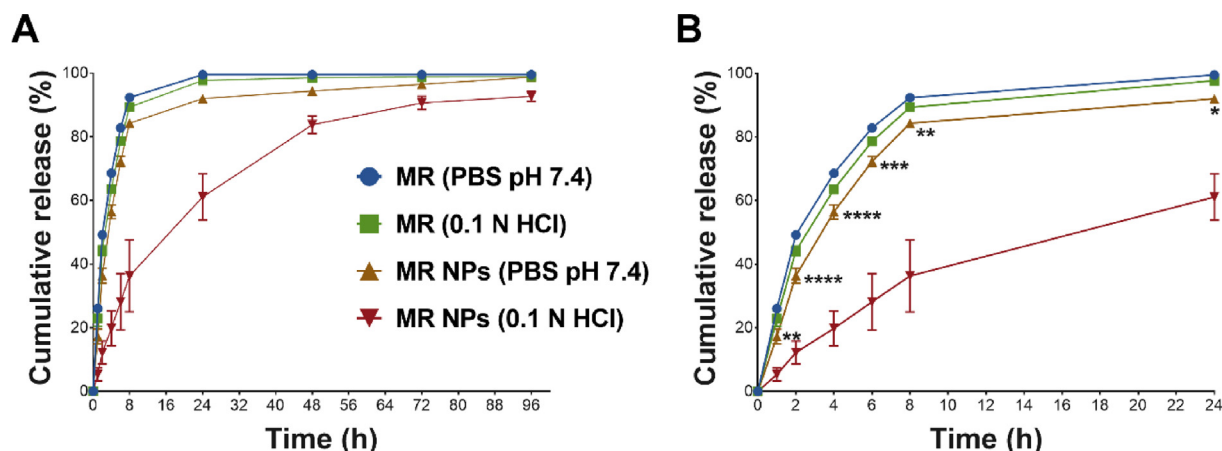 A
Cumulative release (%)
100
80
60
40
20
0
0 8 16 24 32 40 48 56 64 72 80 88 96
Time (h)
MR (PBS pH 7.4)
MR (0.1 N HCl)
MR NPs (PBS pH 7.4)
MR NPs (0.1 N HCl)
B
Cumulative release (%)
100
80
60
40
20
0
**
****
****
***
**
*
0 2 4 6 8 10 12 14 16 18 20 22 24
Time (h)